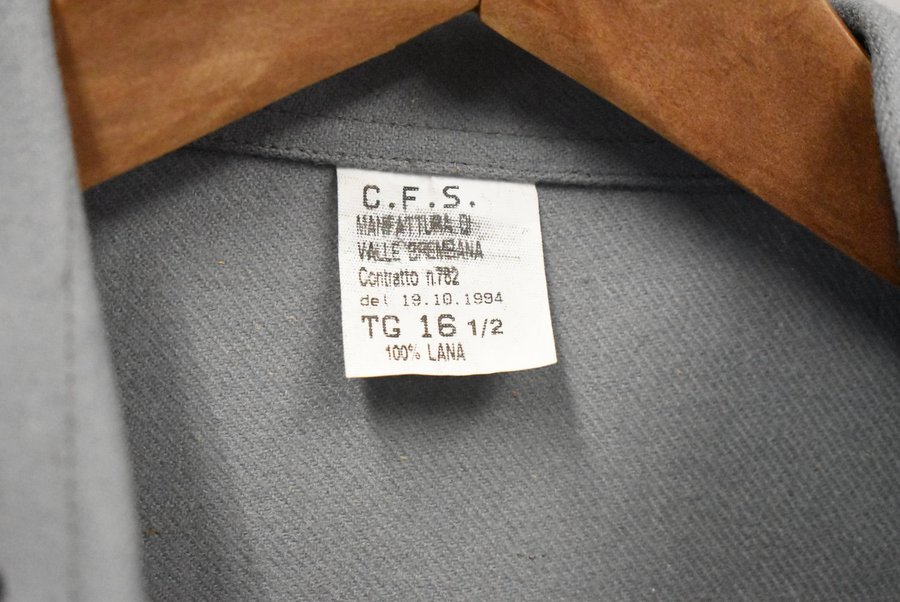 C.F.S.
MANIFATTURA DI
VALLE BREMBANA
Contratto n.782
del 19.10.1994
TG 16 1/2
100% LANA